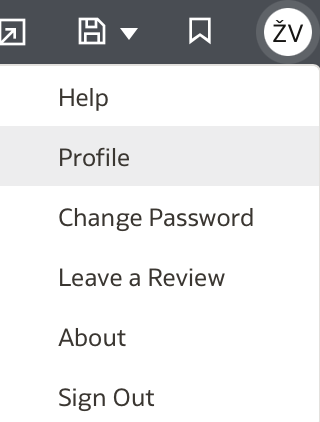 ŽV
Help
Profile
Change Password
Leave a Review
About
Sign Out